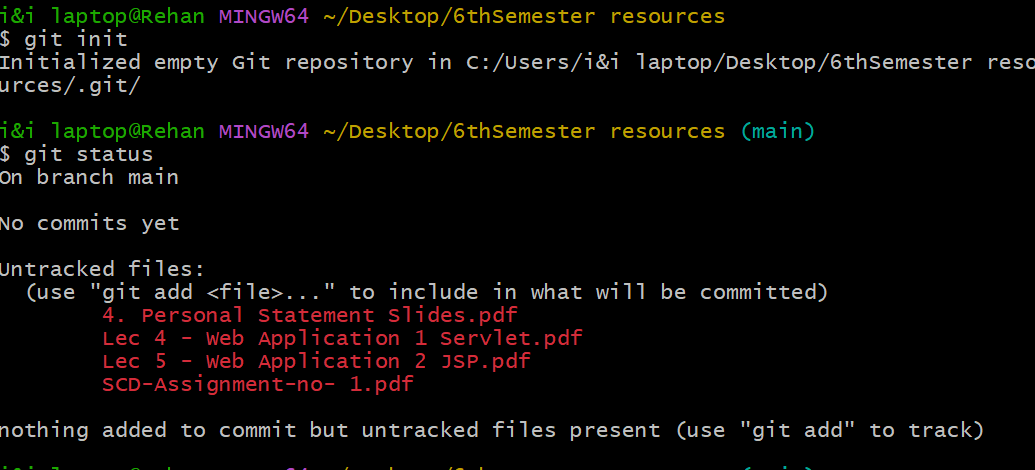 i&i laptop@Rehan MINGW64 ~/Desktop/6thSemester resources
$ git init
Initialized empty Git repository in C:/Users/i&i laptop/Desktop/6thSemester reso
urces/.git/
i&i laptop@Rehan MINGW64 ~/Desktop/6thSemester resources (main)
$ git status
On branch main
No commits yet
Untracked files:
(use "git add <file>..." to include in what will be committed)
4. Personal Statement Slides.pdf
Lec 4 - Web Application 1 Servlet.pdf
Lec 5 - Web Application 2 JSP.pdf
SCD-Assignment-no- 1.pdf
nothing added to commit but untracked files present (use "git add" to track)